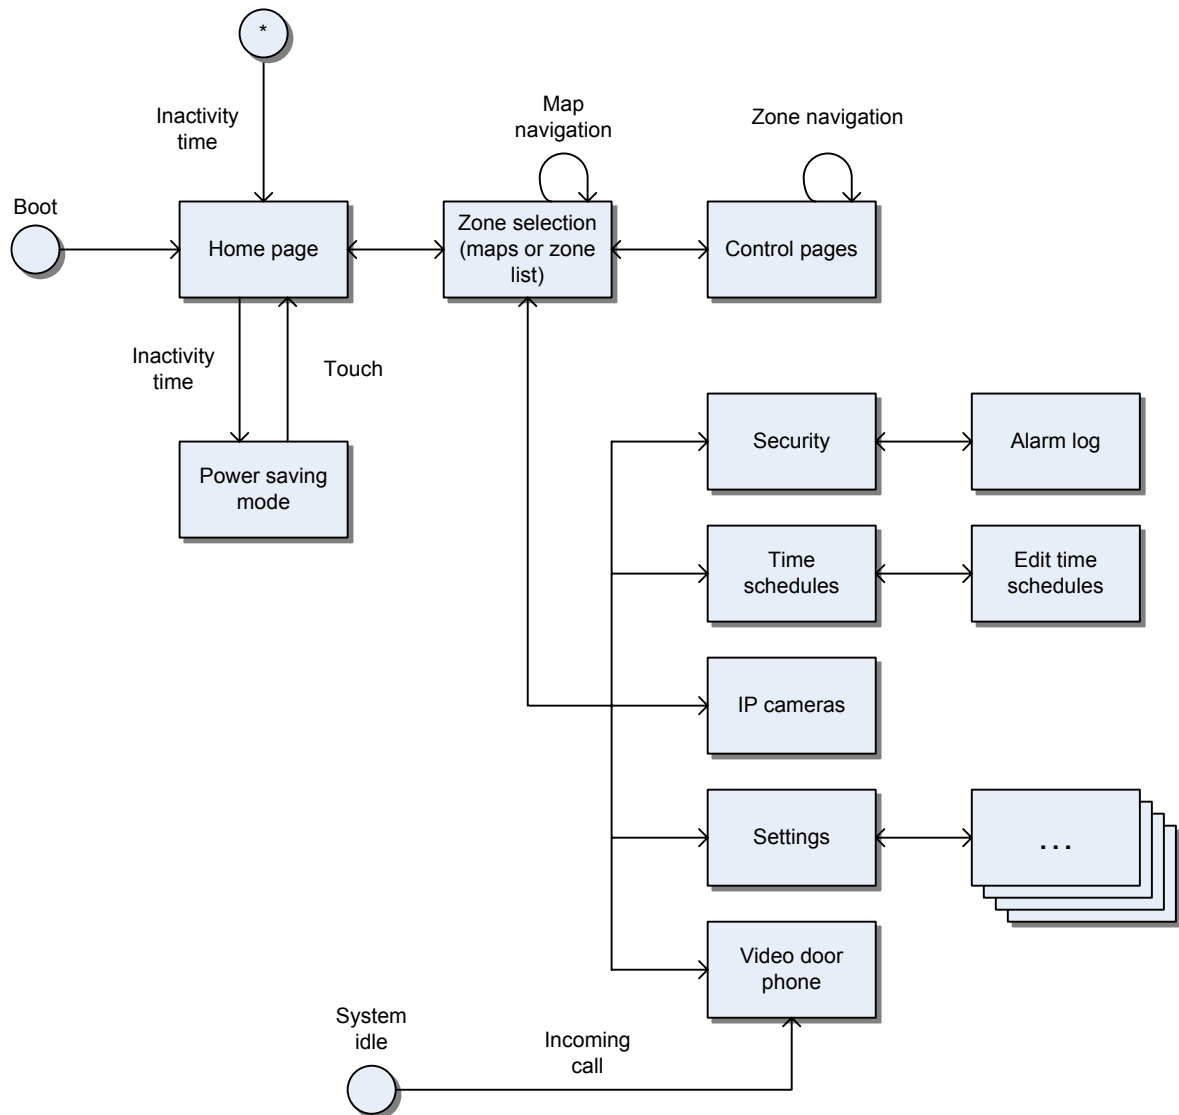 *
Inactivity
time
Map
navigation
Zone navigation
Boot
Home page
Zone selection
(maps or zone
list)
Control pages
Inactivity
time
Touch
Power saving
mode
Security
Alarm log
Time
schedules
Edit time
schedules
IP cameras
Settings
...
Video door
phone
System
idle
Incoming
call